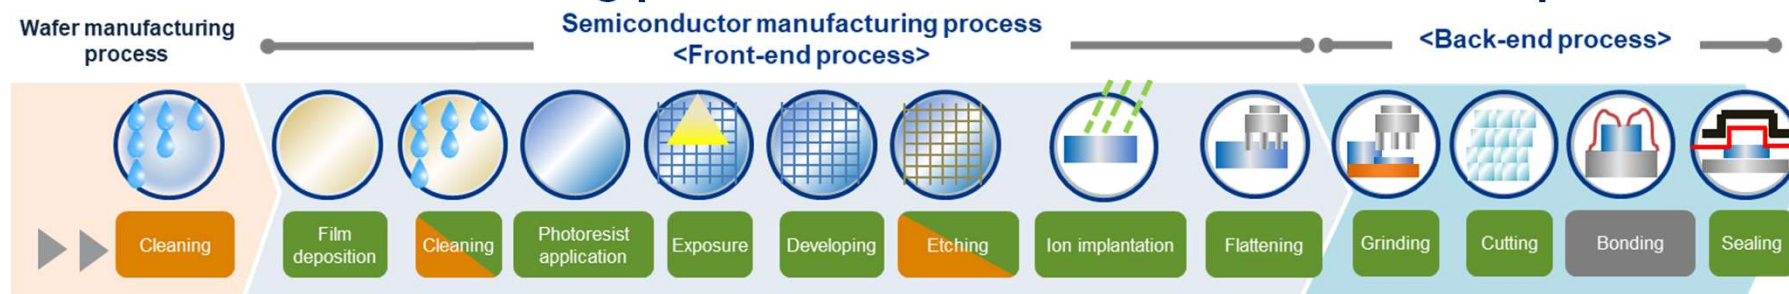 Wafer manufacturing
process
Semiconductor manufacturing process
<Front-end process>
<Back-end process>
Cleaning
Film
deposition
Cleaning
Photoresist
application
Exposure
Developing
Etching
Ion implantation
Flattening
Grinding
Cutting
Bonding
Sealing